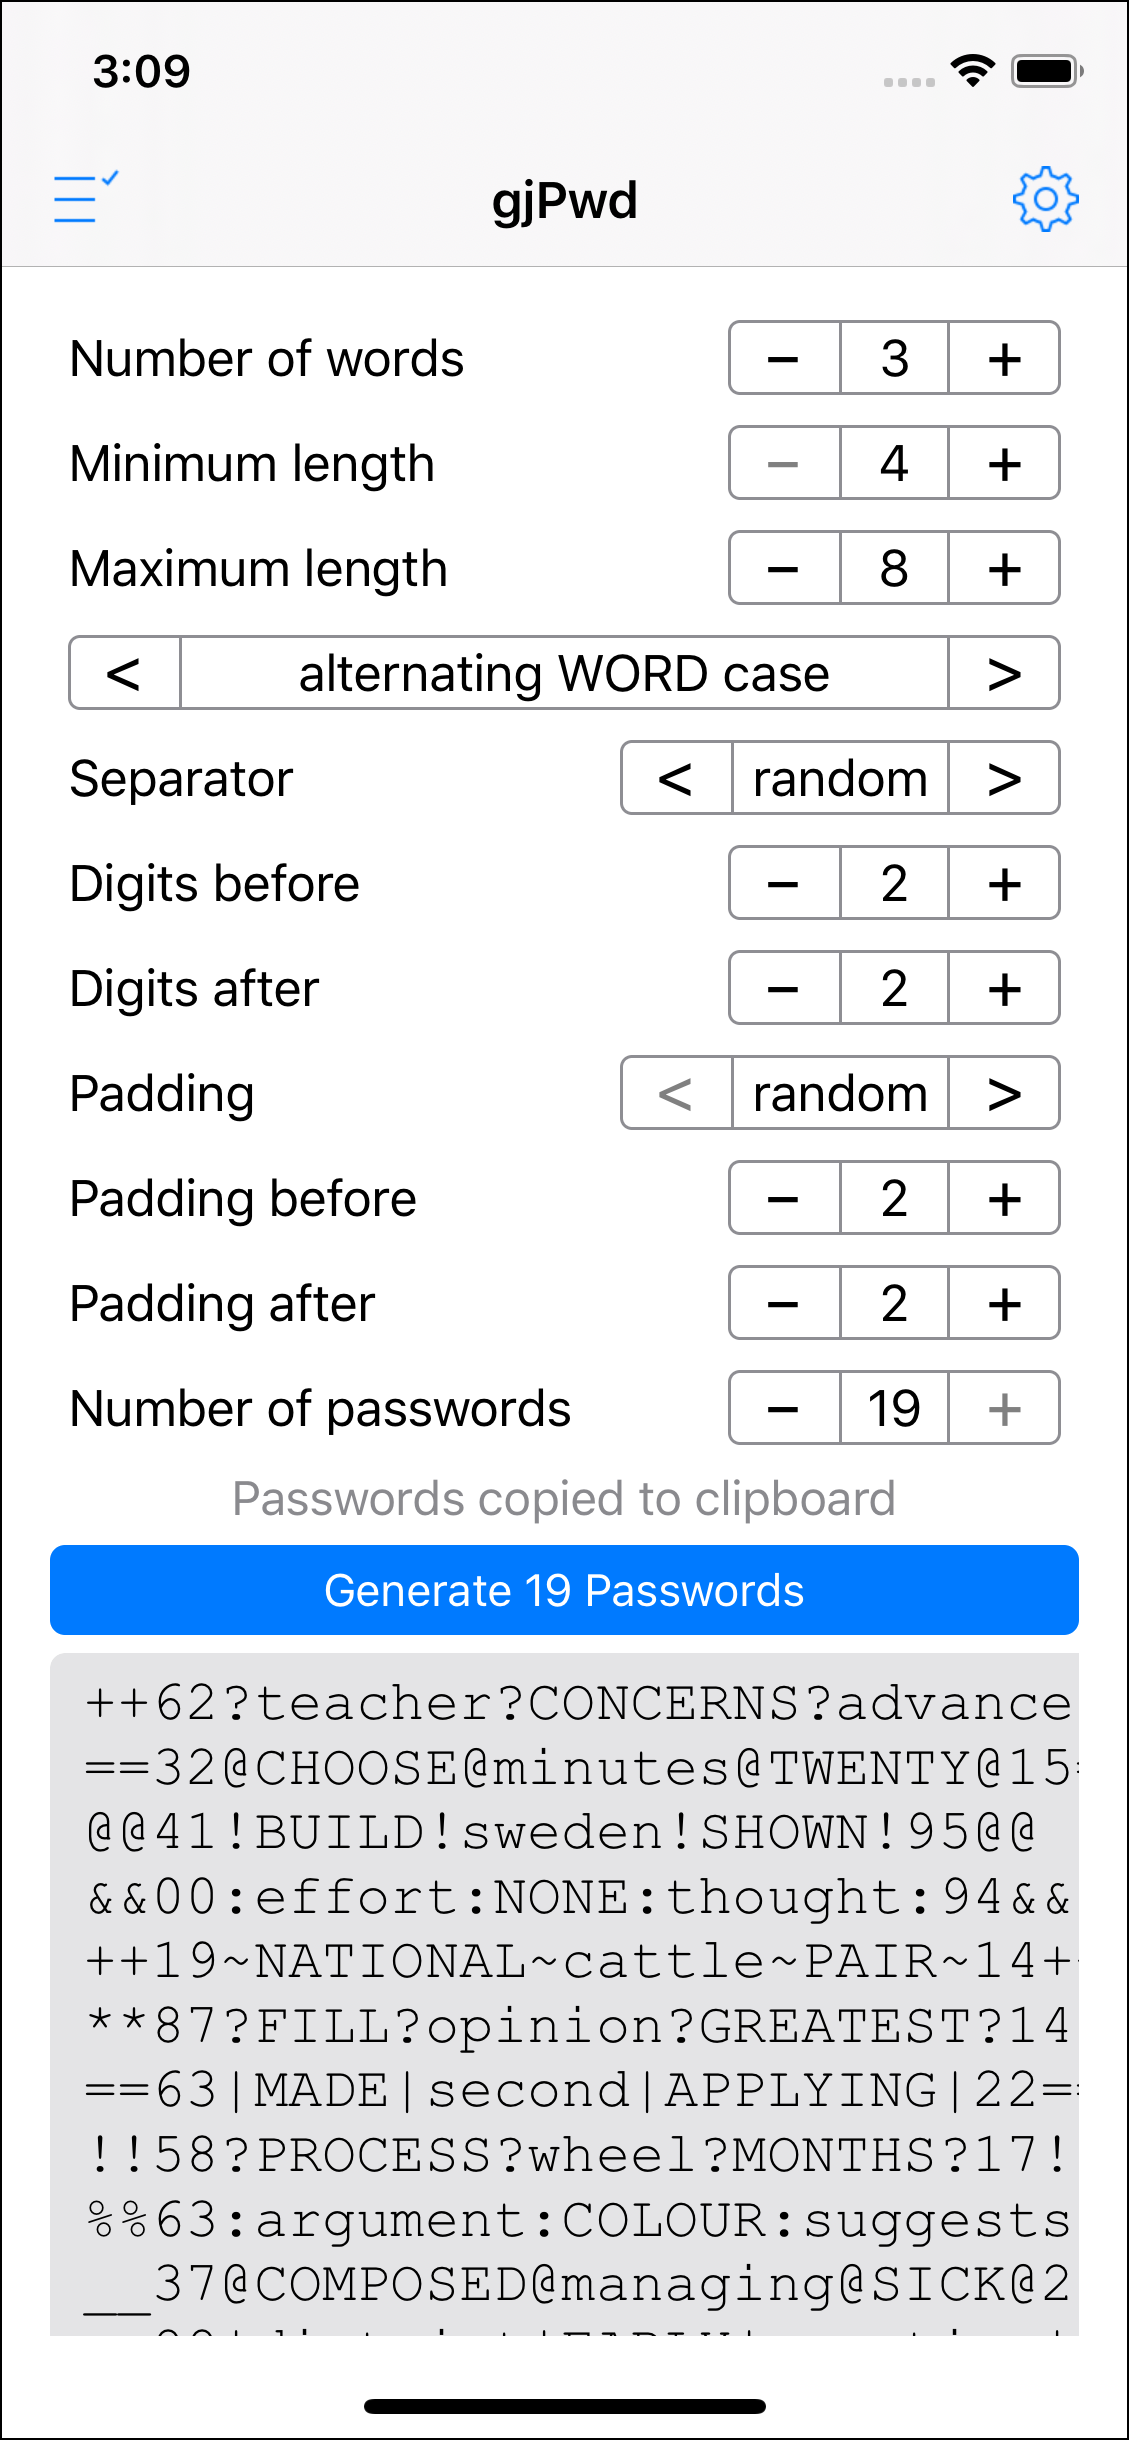 3:09
gjPwd
Number of words − 3 +
Minimum length − 4 +
Maximum length − 8 +
< alternating WORD case >
Separator < random >
Digits before − 2 +
Digits after − 2 +
Padding < random >
Padding before − 2 +
Padding after − 2 +
Number of passwords − 19 +
Passwords copied to clipboard
Generate 19 Passwords
++62?teacher?CONCERNS?advance
==32@CHOOSE@minutes@TWENTY@15
@@41!BUILD!sweden!SHOWN!95@@
&&00:effort:NONE:thought:94&&
++19~NATIONAL~cattle~PAIR~14+
**87?FILL?opinion?GREATEST?14
==63|MADE|second|APPLYING|22=
!!58?PROCESS?wheel?MONTHS?17!
%%63:argument:COLOUR:suggests
__37@COMPOSED@managing@SICK@2